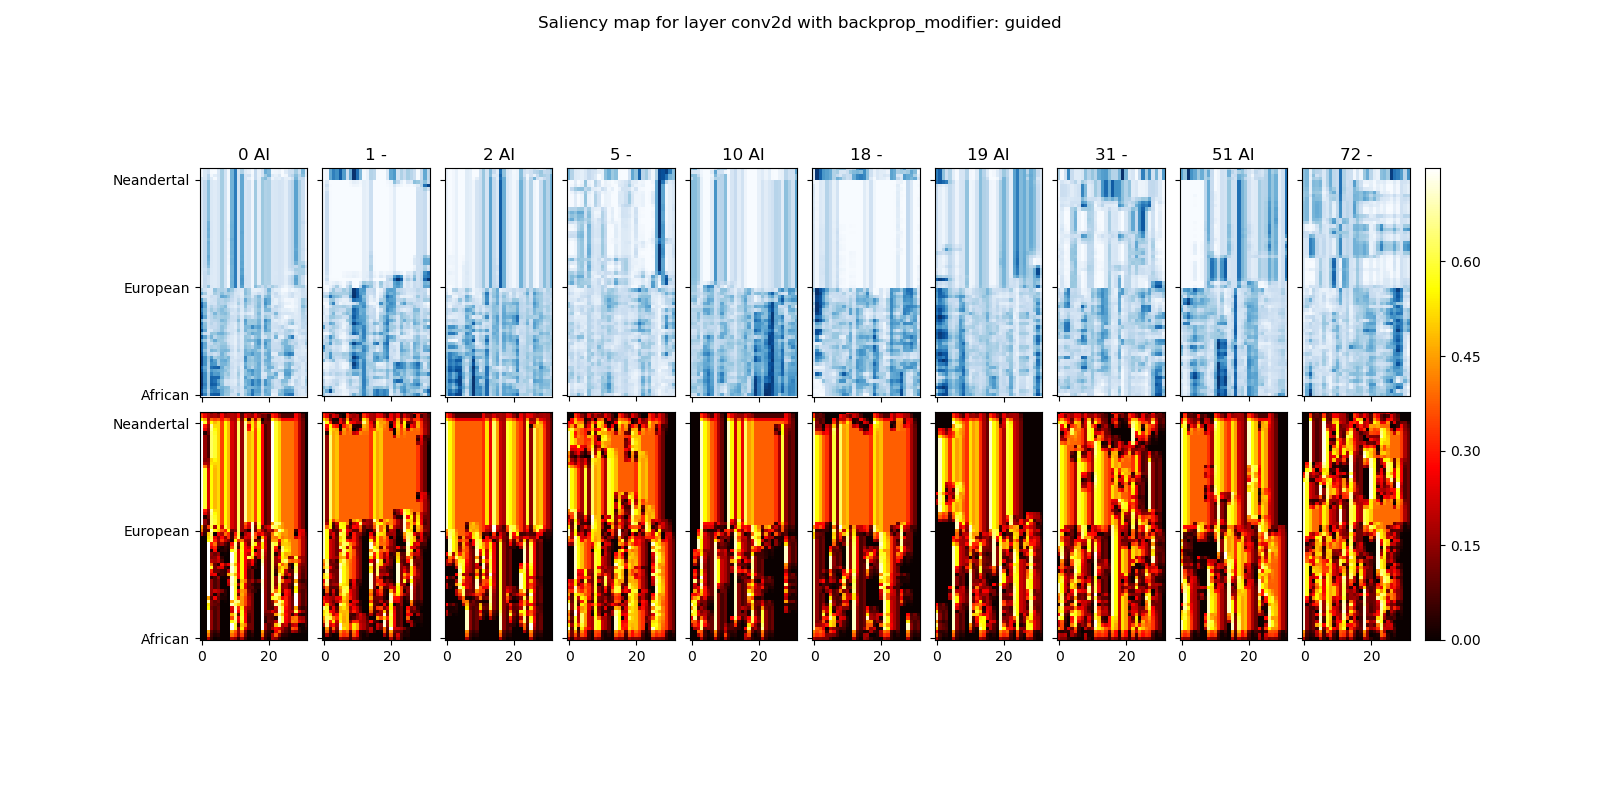 Saliency map for layer conv2d with backprop_modifier: guided
0 AI 1 - 2 AI 5 - 10 AI 18 - 19 AI 31 - 51 AI 72 -
Neandertal
European
African
Neandertal
European
African
0 20 0 20 0 20 0 20 0 20 0 20 0 20 0 20 0 20 0 20
0.60
0.45
0.30
0.15
0.00